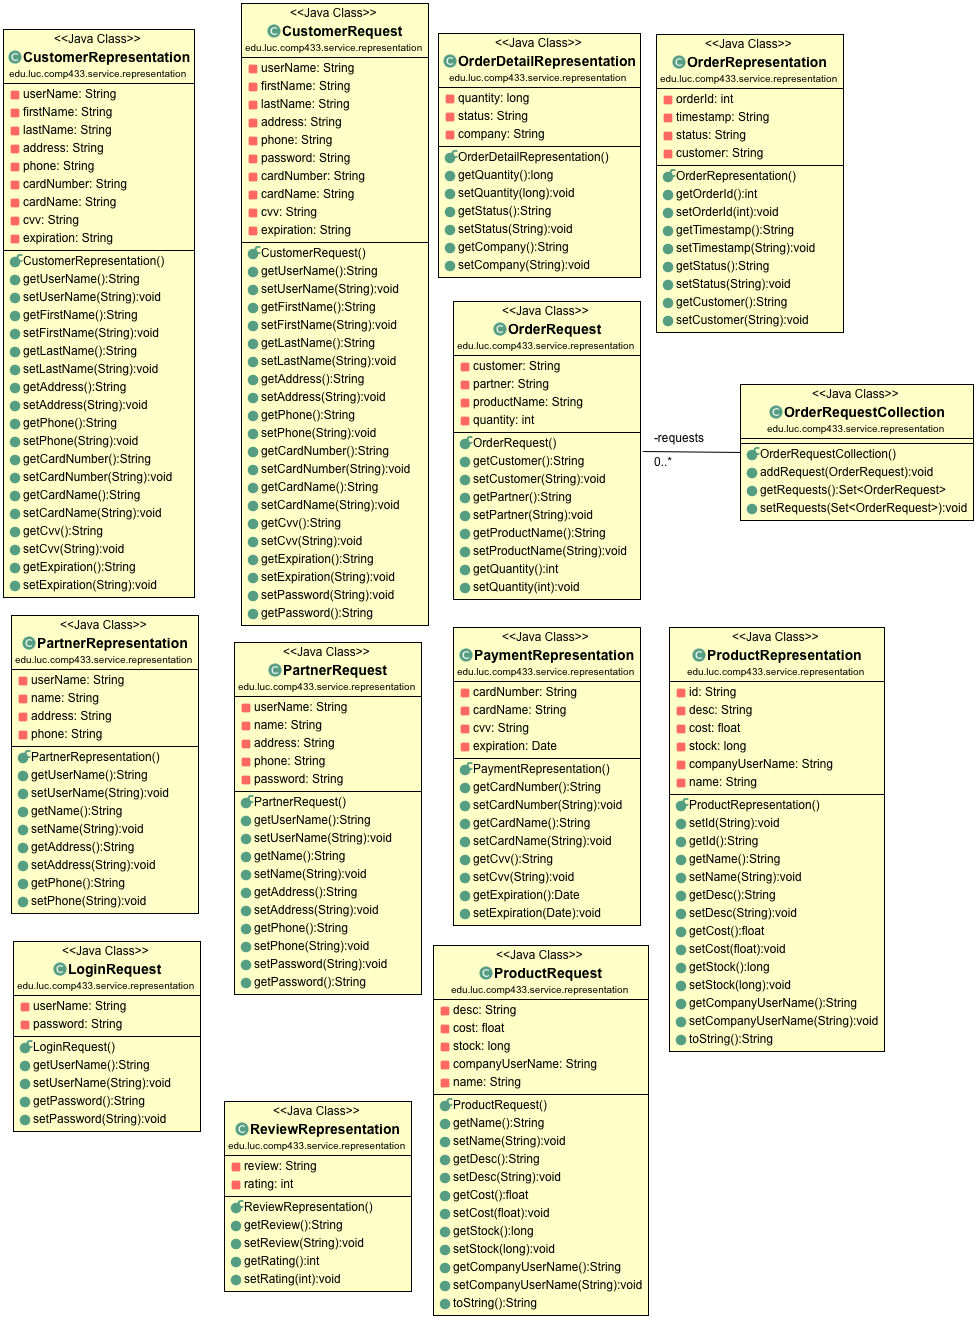 <<Java Class>>
CustomerRepresentation
edu.luc.comp433.service.representation
userName: String
firstName: String
lastName: String
address: String
phone: String
cardNumber: String
cardName: String
cvv: String
expiration: String
CustomerRepresentation()
getUserName():String
setUserName(String):void
getFirstName():String
setFirstName(String):void
getLastName():String
setLastName(String):void
getAddress():String
setAddress(String):void
getPhone():String
setPhone(String):void
getCardNumber():String
setCardNumber(String):void
getCardName():String
setCardName(String):void
getCvv():String
setCvv(String):void
getExpiration():String
setExpiration(String):void
<<Java Class>>
CustomerRequest
edu.luc.comp433.service.representation
userName: String
firstName: String
lastName: String
address: String
phone: String
password: String
cardNumber: String
cardName: String
cvv: String
expiration: String
CustomerRequest()
getUserName():String
setUserName(String):void
getFirstName():String
setFirstName(String):void
getLastName():String
setLastName(String):void
getAddress():String
setAddress(String):void
getPhone():String
setPhone(String):void
getCardNumber():String
setCardNumber(String):void
getCardName():String
setCardName(String):void
getCvv():String
setCvv(String):void
getExpiration():String
setExpiration(String):void
setPassword(String):void
getPassword():String
<<Java Class>>
OrderDetailRepresentation
edu.luc.comp433.service.representation
quantity: long
status: String
company: String
OrderDetailRepresentation()
getQuantity():long
setQuantity(long):void
getStatus():String
setStatus(String):void
getCompany():String
setCompany(String):void
<<Java Class>>
OrderRepresentation
edu.luc.comp433.service.representation
orderId: int
timestamp: String
status: String
customer: String
OrderRepresentation()
getOrderId():int
setOrderId(int):void
getTimestamp():String
setTimestamp(String):void
getStatus():String
setStatus(String):void
getCustomer():String
setCustomer(String):void
<<Java Class>>
OrderRequest
edu.luc.comp433.service.representation
customer: String
partner: String
productName: String
quantity: int
OrderRequest()
getCustomer():String
setCustomer(String):void
getPartner():String
setPartner(String):void
getProductName():String
setProductName(String):void
getQuantity():int
setQuantity(int):void
-requests
0..*
<<Java Class>>
OrderRequestCollection
edu.luc.comp433.service.representation
OrderRequestCollection()
addRequest(OrderRequest):void
getRequests():Set<OrderRequest>
setRequests(Set<OrderRequest>):void
<<Java Class>>
PartnerRepresentation
edu.luc.comp433.service.representation
userName: String
name: String
address: String
phone: String
PartnerRepresentation()
getUserName():String
setUserName(String):void
getName():String
setName(String):void
getAddress():String
setAddress(String):void
getPhone():String
setPhone(String):void
<<Java Class>>
PartnerRequest
edu.luc.comp433.service.representation
userName: String
name: String
address: String
phone: String
password: String
PartnerRequest()
getUserName():String
setUserName(String):void
getName():String
setName(String):void
getAddress():String
setAddress(String):void
getPhone():String
setPhone(String):void
setPassword(String):void
getPassword():String
<<Java Class>>
PaymentRepresentation
edu.luc.comp433.service.representation
cardNumber: String
cardName: String
cvv: String
expiration: Date
PaymentRepresentation()
getCardNumber():String
setCardNumber(String):void
getCardName():String
setCardName(String):void
getCvv():String
setCvv(String):void
getExpiration():Date
setExpiration(Date):void
<<Java Class>>
ProductRepresentation
edu.luc.comp433.service.representation
id: String
desc: String
cost: float
stock: long
companyUserName: String
name: String
ProductRepresentation()
setId(String):void
getId():String
getName():String
setName(String):void
getDesc():String
setDesc(String):void
getCost():float
setCost(float):void
getStock():long
setStock(long):void
getCompanyUserName():String
setCompanyUserName(String):void
toString():String
<<Java Class>>
LoginRequest
edu.luc.comp433.service.representation
userName: String
password: String
LoginRequest()
getUserName():String
setUserName(String):void
getPassword():String
setPassword(String):void
<<Java Class>>
ReviewRepresentation
edu.luc.comp433.service.representation
review: String
rating: int
ReviewRepresentation()
getReview():String
setReview(String):void
getRating():int
setRating(int):void
<<Java Class>>
ProductRequest
edu.luc.comp433.service.representation
desc: String
cost: float
stock: long
companyUserName: String
name: String
ProductRequest()
getName():String
setName(String):void
getDesc():String
setDesc(String):void
getCost():float
setCost(float):void
getStock():long
setStock(long):void
getCompanyUserName():String
setCompanyUserName(String):void
toString():String